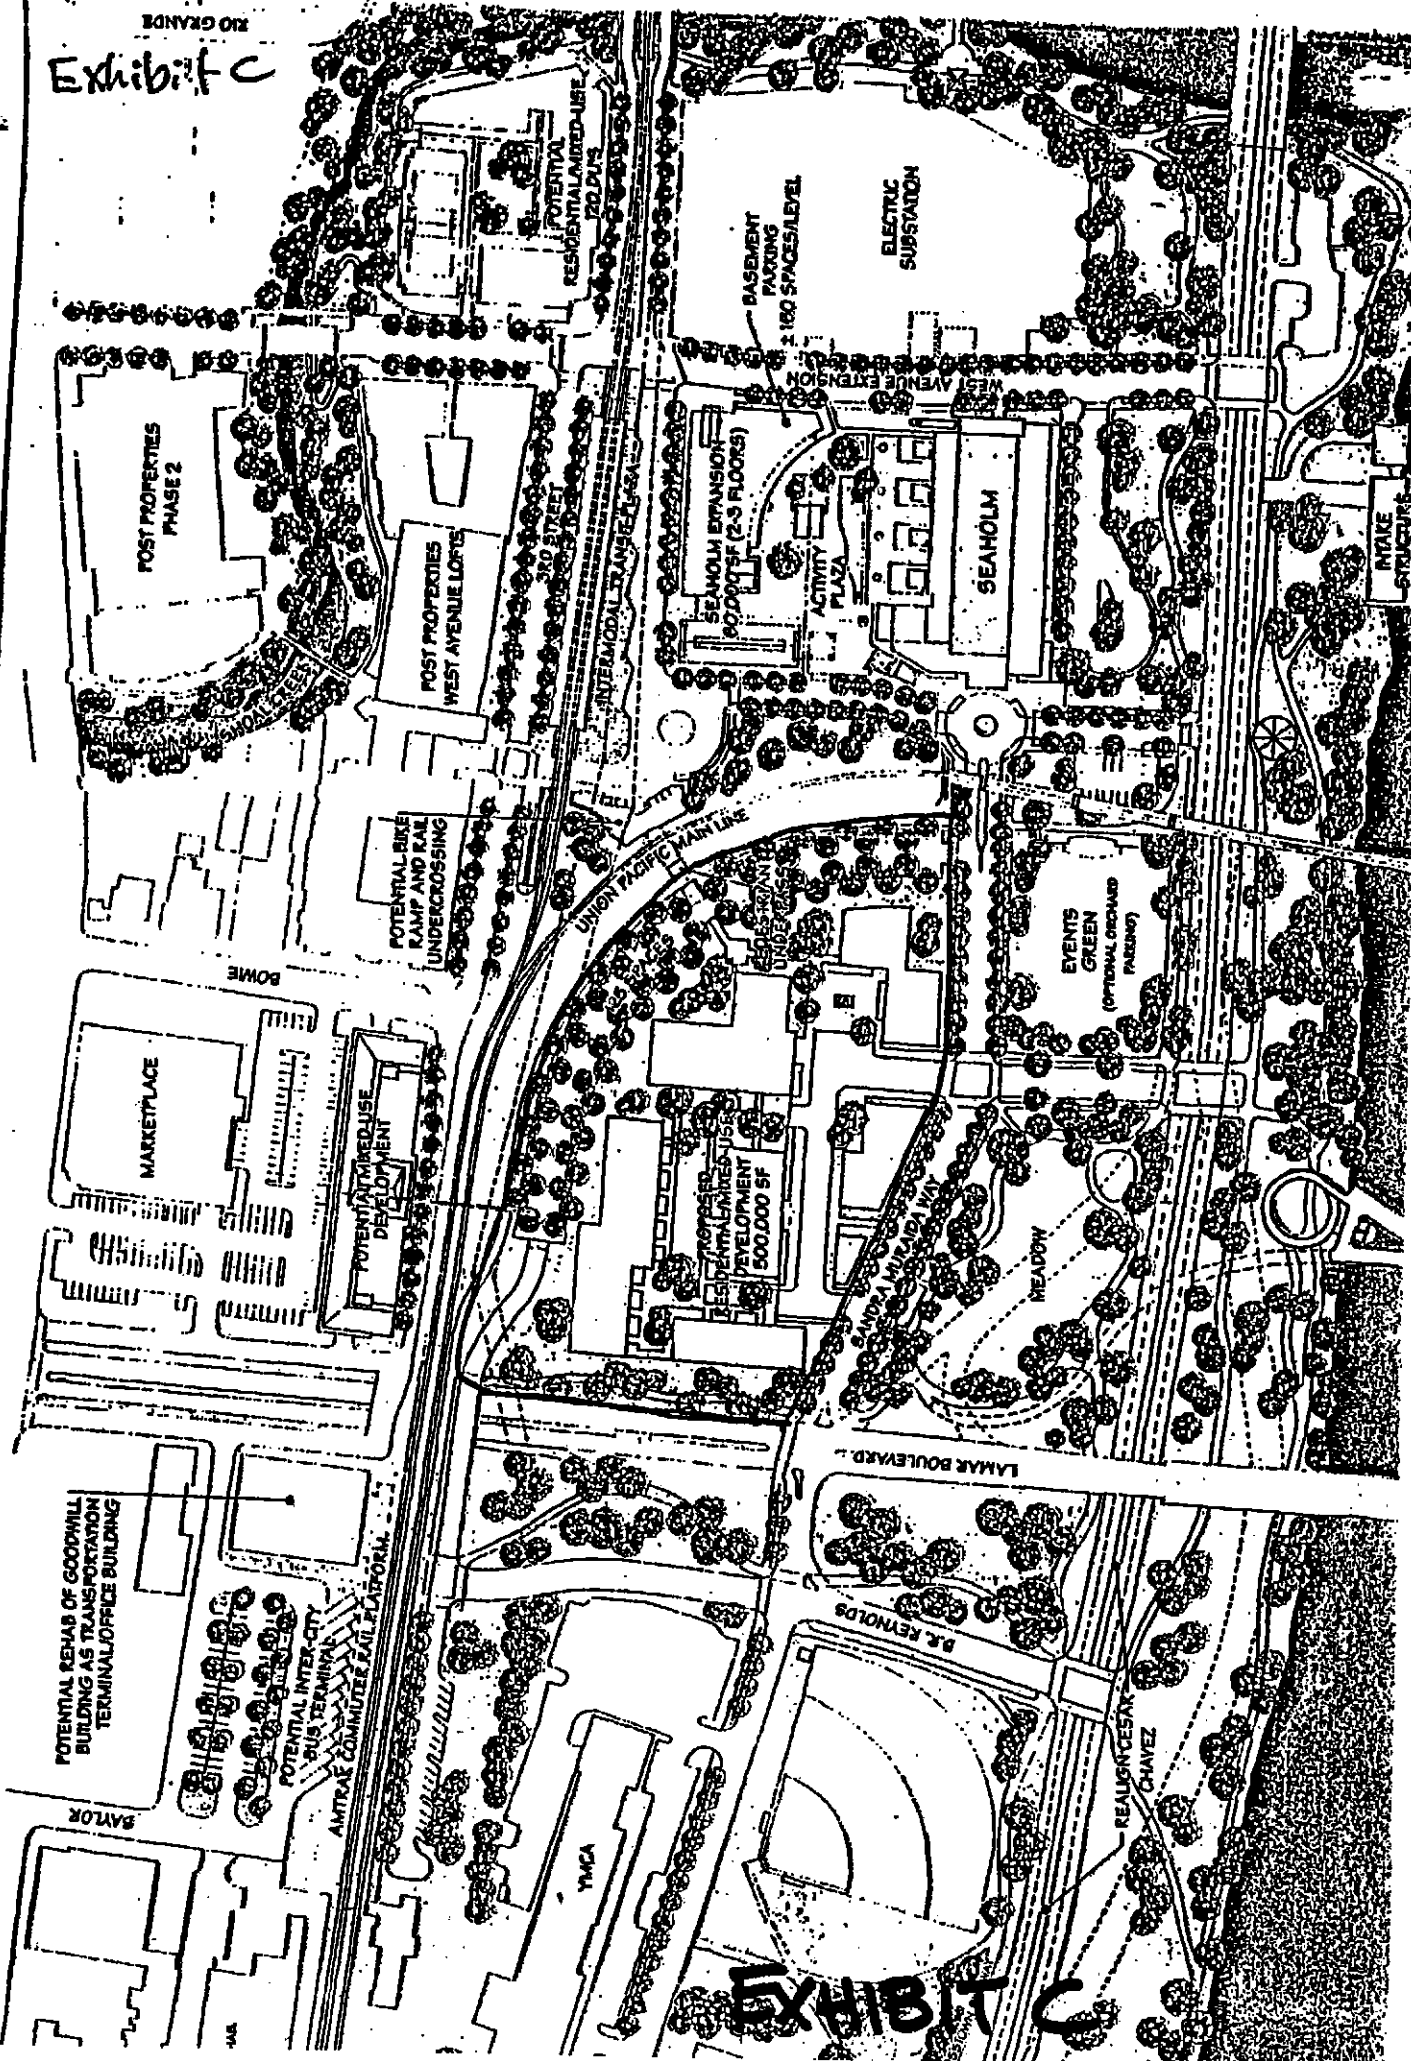 RIO GRANDE
Exhibit C
POTENTIAL
RESIDENTIAL/MIXED-USE
120 DU'S
BASEMENT
PARKING
± 160 SPACES/LEVEL
ELECTRIC
SUBSTATION
WEST AVENUE EXTENSION
POST PROPERTIES
PHASE 2
POST PROPERTIES
WEST AVENUE LOFTS
3RD STREET
INTERMODAL TRANSIT PLAZA
SEAHOLM EXPANSION
60,000 SF (2-3 FLOORS)
ACTIVITY
PLAZA
SEAHOLM
INTAKE
STRUCTURE
SHOAL CREEK
POTENTIAL BIKE
RAMP AND RAIL
UNDERCROSSING
UNION PACIFIC MAIN LINE
PEDESTRIAN
UNDERPASS
EVENTS
GREEN
(OPTIONAL ORCHARD
PARKING)
BOWIE
MARKETPLACE
POTENTIAL MIXED-USE
DEVELOPMENT
PROPOSED
RESIDENTIAL/MIXED-USE
DEVELOPMENT
500,000 SF
SANDRA MURAIDA WAY
MEADOW
LAMAR BOULEVARD
POTENTIAL REHAB OF GOODWILL
BUILDING AS TRANSPORTATION
TERMINAL/OFFICE BUILDING
POTENTIAL INTER-CITY
BUS TERMINAL
AMTRAK COMMUTER RAIL PLATFORM
B.R. REYNOLDS
REALIGN CESAR
CHAVEZ
BAYLOR
YMCA
EXHIBIT C